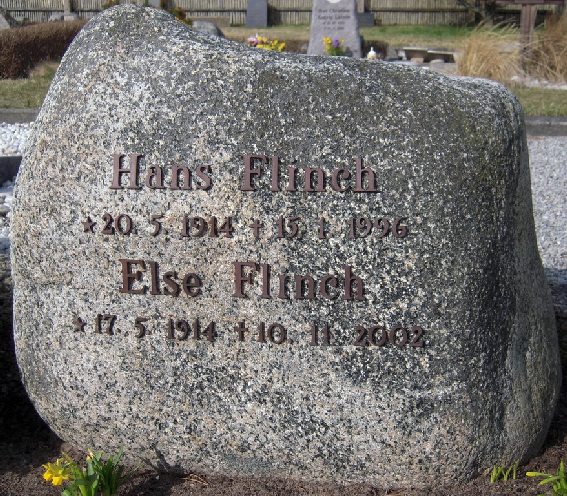 Hans Flinch
★20.5.1914 ✝ 15.1.1996
Else Flinch
★17.5.1914 ✝10.11.2002